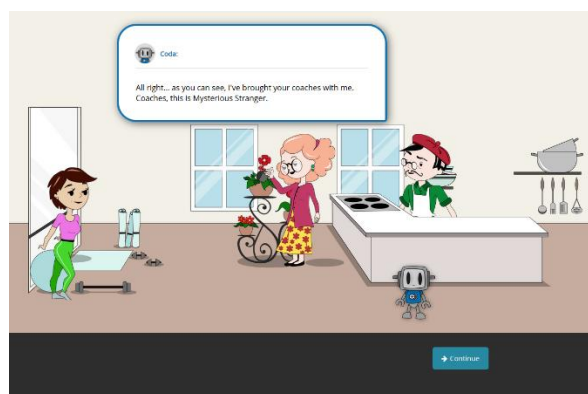 Coda:
All right... as you can see, I've brought your coaches with me.
Coaches, this is Mysterious Stranger.
Continue